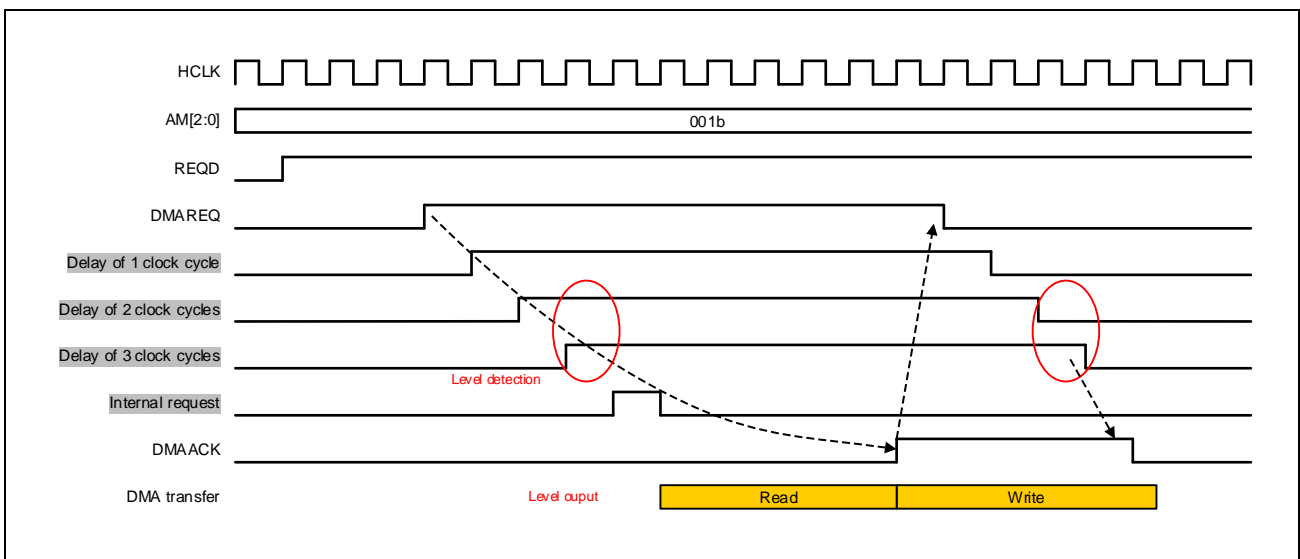 HCLK
AM[2:0]
001b
REQD
DMAREQ
Delay of 1 clock cycle
Delay of 2 clock cycles
Delay of 3 clock cycles
Level detection
Internal request
DMAACK
DMA transfer
Level ouput
Read
Write